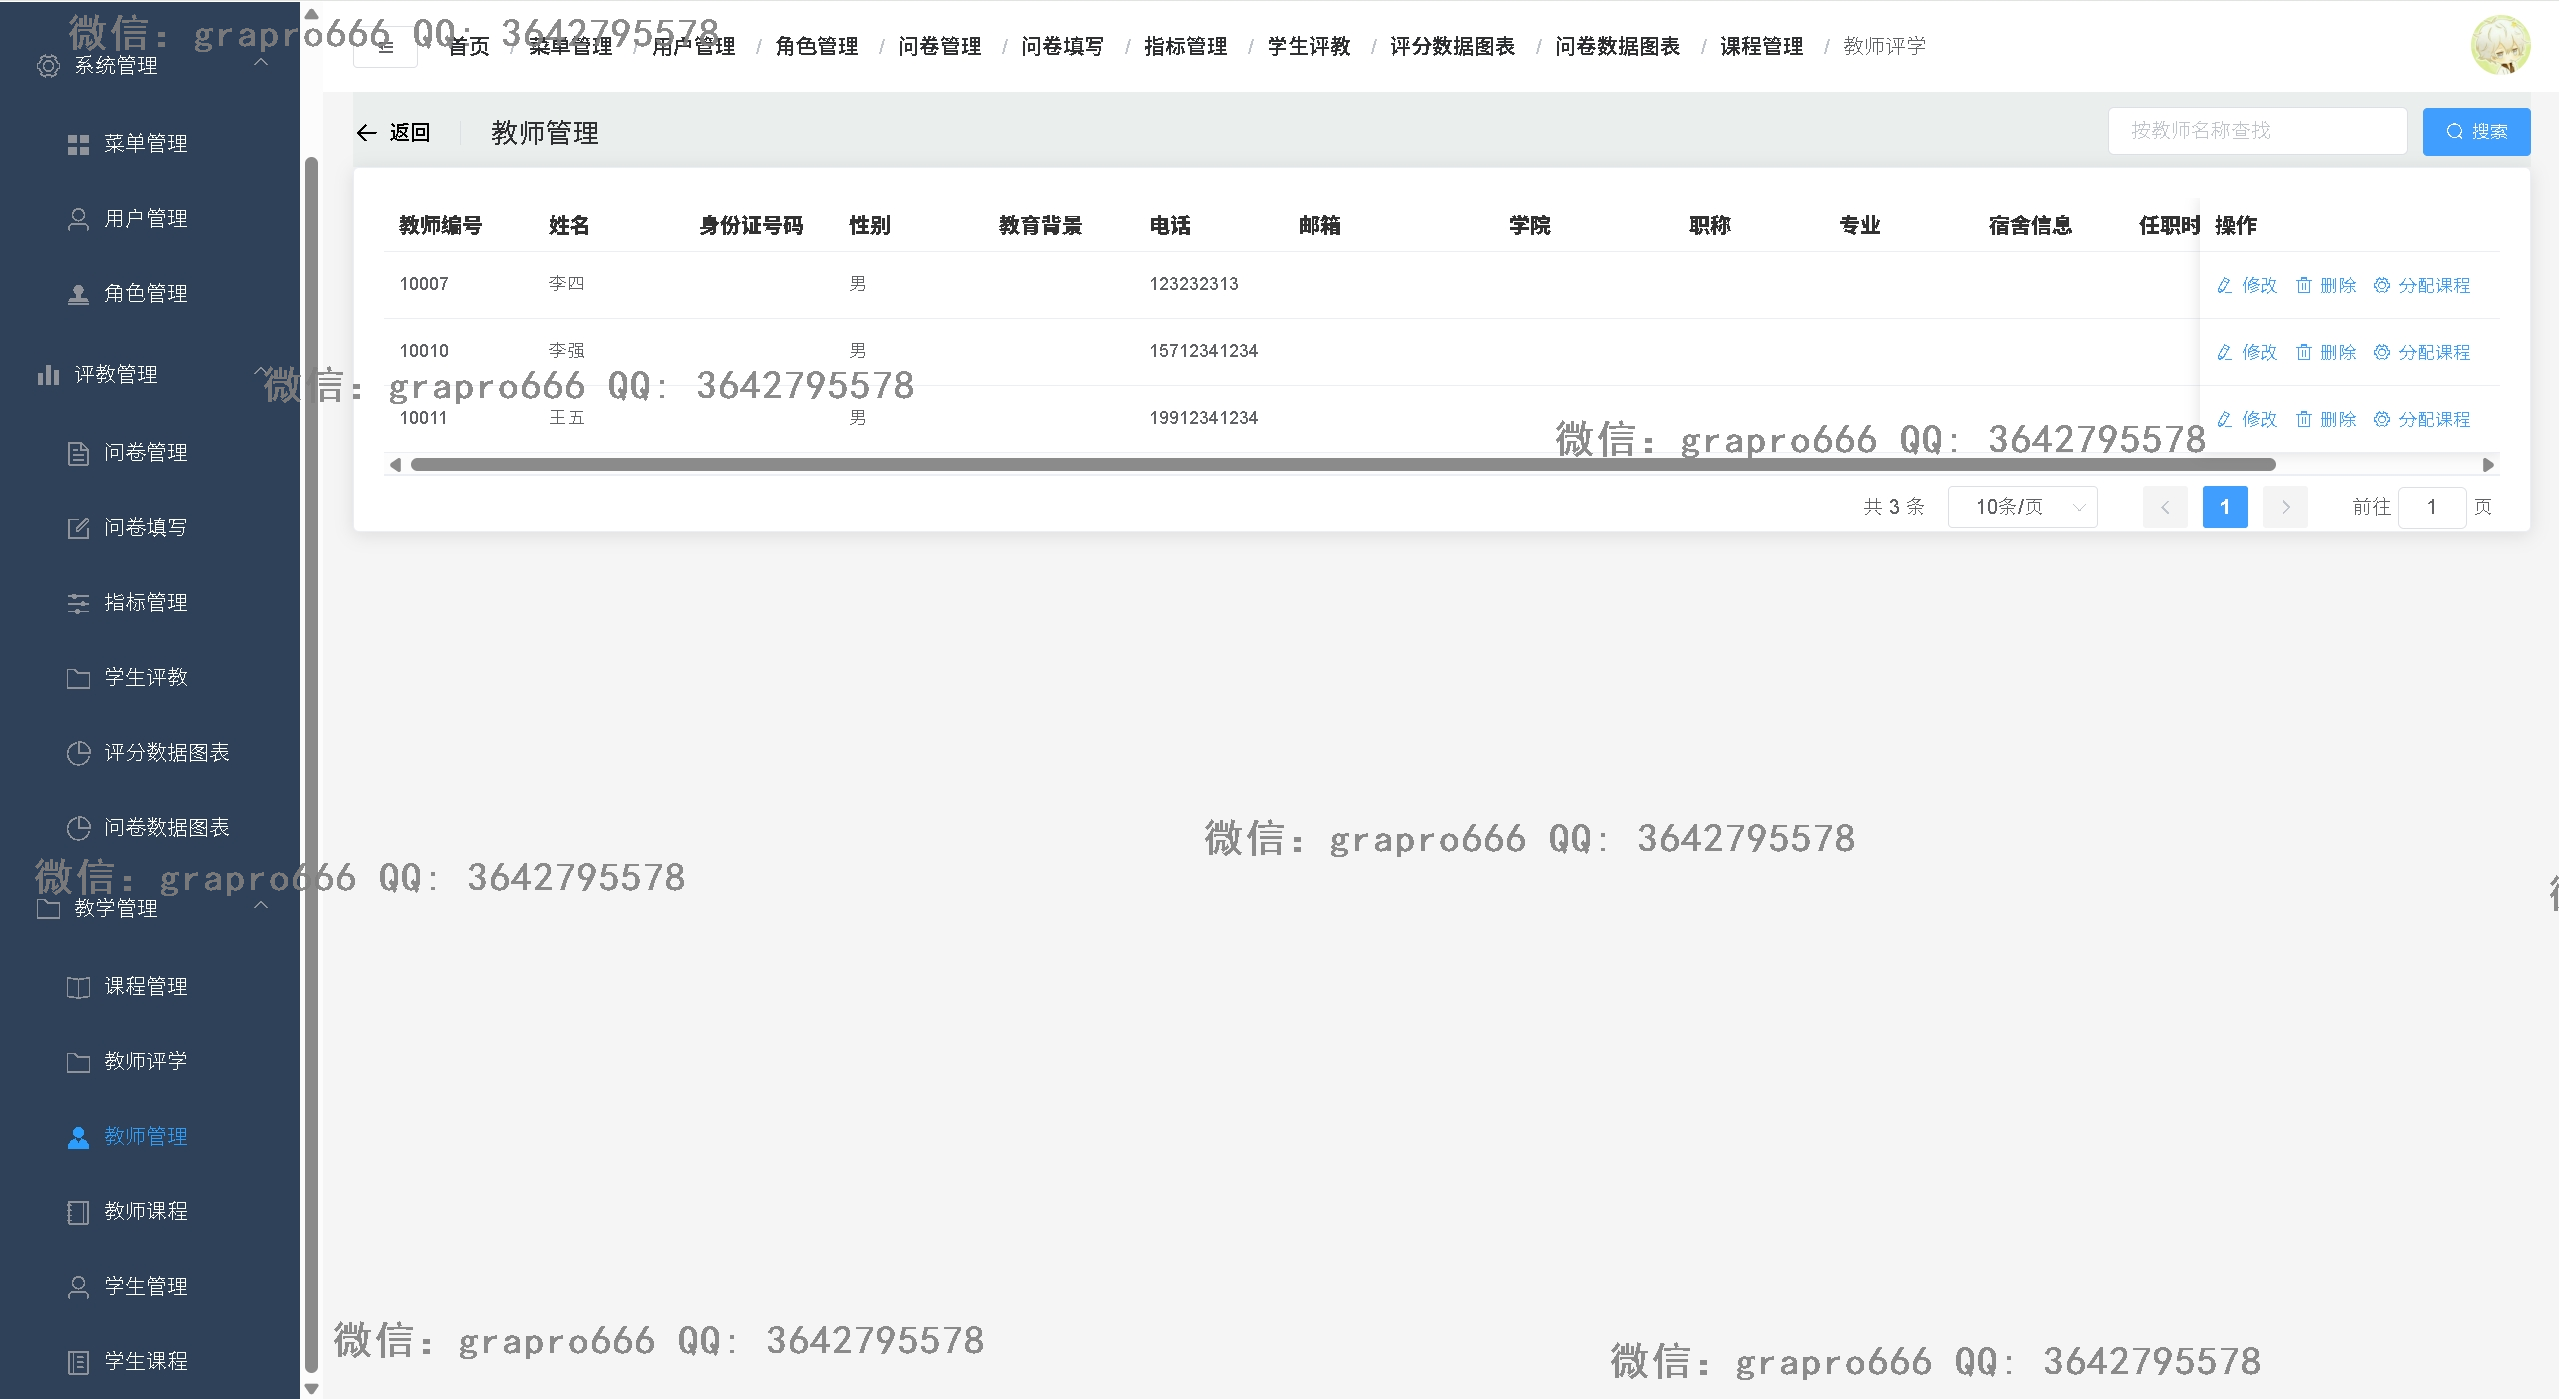 微信: grapro666 QQ: 3642795578
首页 / 菜单管理 / 用户管理 / 角色管理 / 问卷管理 / 问卷填写 / 指标管理 / 学生评教 / 评分数据图表 / 问卷数据图表 / 课程管理 / 教师评学
系统管理
菜单管理
用户管理
角色管理
评教管理
问卷管理
问卷填写
指标管理
学生评教
评分数据图表
问卷数据图表
微信: grapro666 QQ: 3642795578
教学管理
课程管理
教师评学
教师管理
教师课程
学生管理
学生课程
返回 教师管理 按教师名称查找 搜索
教师编号 姓名 身份证号码 性别 教育背景 电话 邮箱 学院 职称 专业 宿舍信息 任职时 操作
10007 李四 男 123232313 修改 删除 分配课程
10010 李强 男 15712341234 修改 删除 分配课程
微信: grapro666 QQ: 3642795578
10011 王五 男 19912341234 修改 删除 分配课程
微信: grapro666 QQ: 3642795578
共 3 条 10条/页 1 前往 1 页
微信: grapro666 QQ: 3642795578
微信: grapro666 QQ: 3642795578
微信: grapro666 QQ: 3642795578